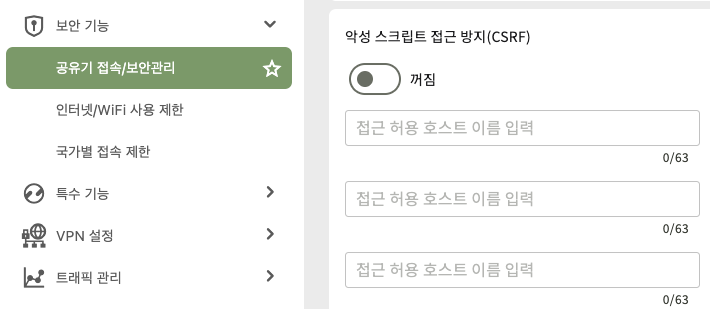 보안 기능
공유기 접속/보안관리
인터넷/WiFi 사용 제한
국가별 접속 제한
특수 기능
VPN 설정
트래픽 관리
악성 스크립트 접근 방지(CSRF)
꺼짐
접근 허용 호스트 이름 입력
0/63
접근 허용 호스트 이름 입력
0/63
접근 허용 호스트 이름 입력
0/63